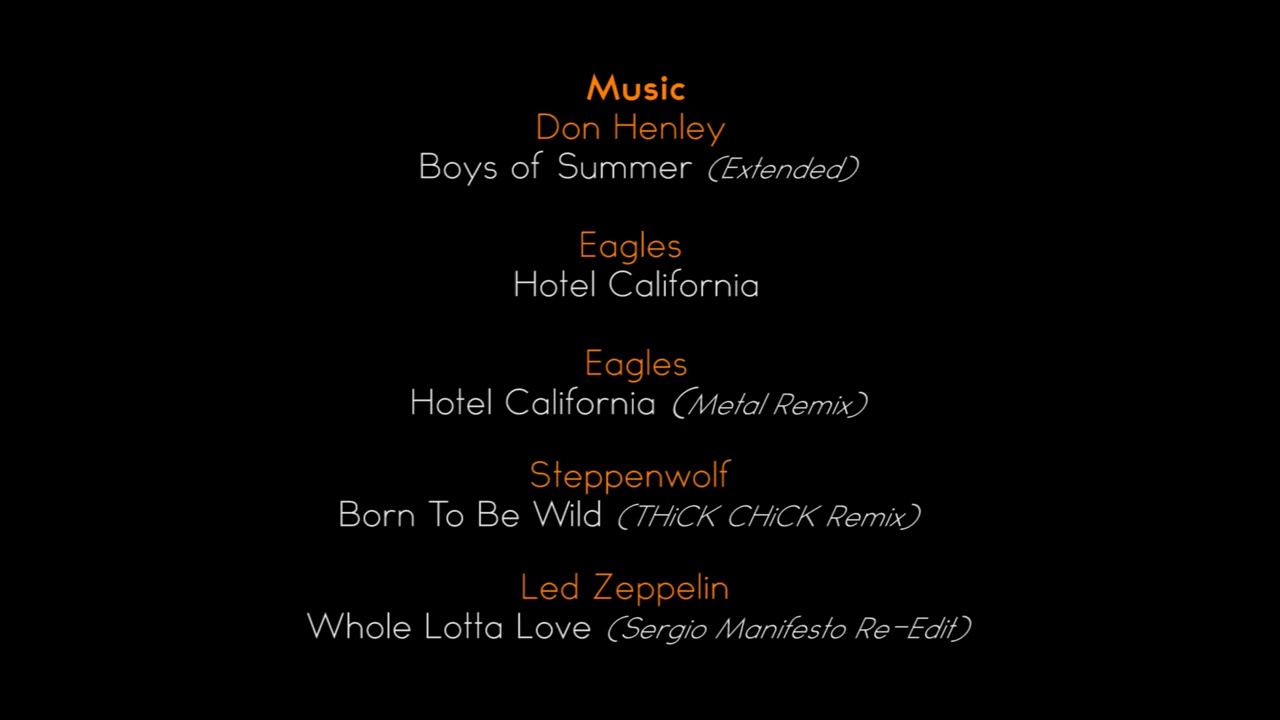 Music
Don Henley
Boys of Summer (Extended)
Eagles
Hotel California
Eagles
Hotel California (Metal Remix)
Steppenwolf
Born To Be Wild (THiCK CHiCK Remix)
Led Zeppelin
Whole Lotta Love (Sergio Manifesto Re-Edit)